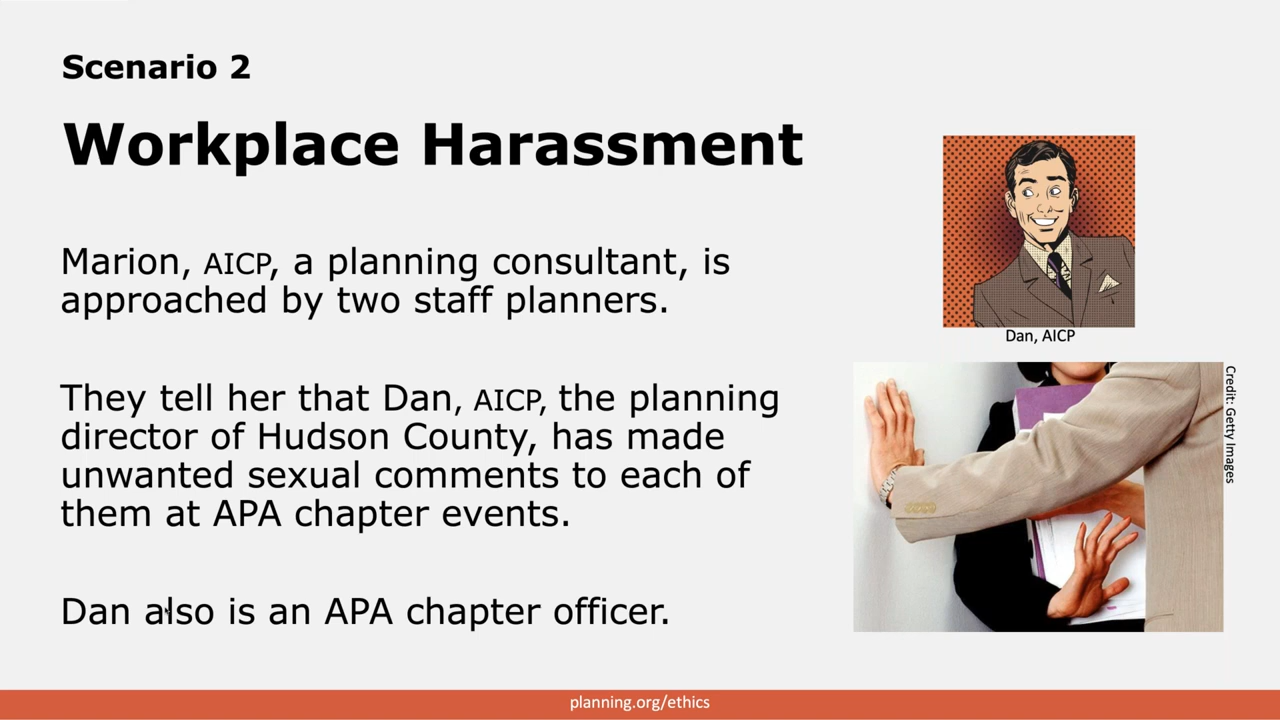 Scenario 2
Workplace Harassment
Marion, AICP, a planning consultant, is
approached by two staff planners.
They tell her that Dan, AICP, the planning
director of Hudson County, has made
unwanted sexual comments to each of
them at APA chapter events.
Dan also is an APA chapter officer.
Dan, AICP
Credit: Getty Images
planning.org/ethics